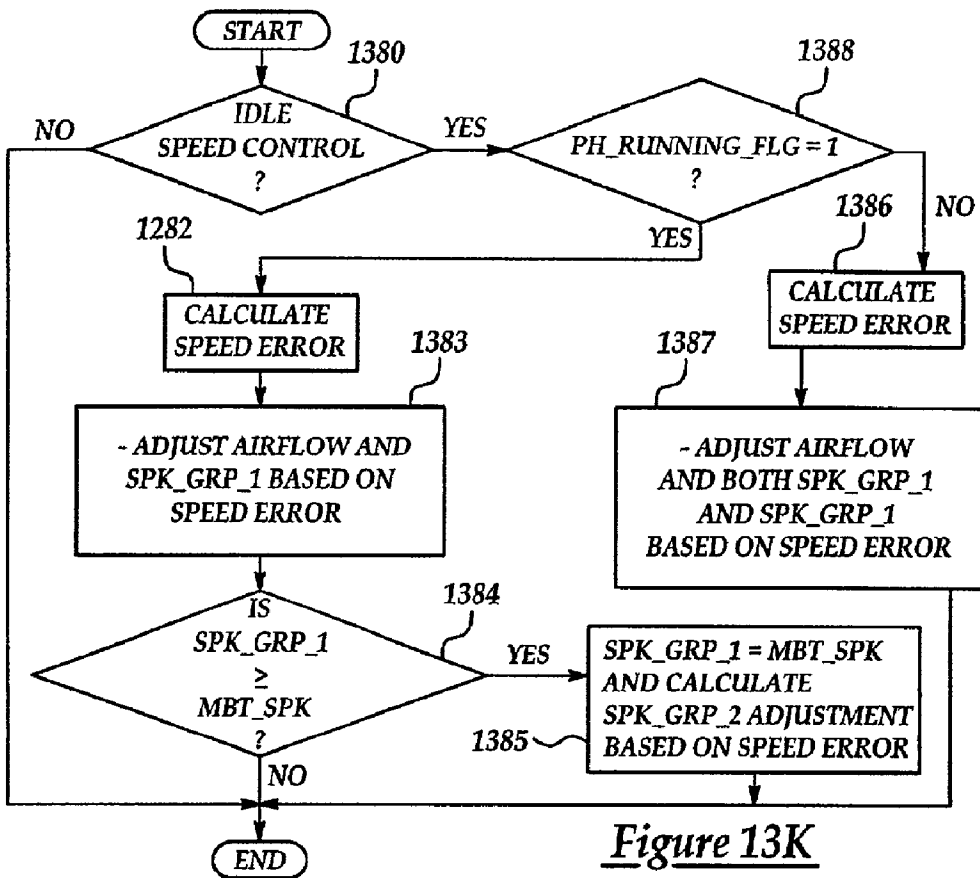 START
1380
IDLE
SPEED CONTROL
?
NO
YES
1388
PH_RUNNING_FLG = 1
?
YES
NO
1282
CALCULATE
SPEED ERROR
1386
CALCULATE
SPEED ERROR
1383
- ADJUST AIRFLOW AND
SPK_GRP_1 BASED ON
SPEED ERROR
1387
- ADJUST AIRFLOW
AND BOTH SPK_GRP_1
AND SPK_GRP_1
BASED ON SPEED ERROR
1384
IS
SPK_GRP_1
≥
MBT_SPK
?
YES
NO
SPK_GRP_1 = MBT_SPK
AND CALCULATE
SPK_GRP_2 ADJUSTMENT
BASED ON SPEED ERROR
1385
END
Figure 13K